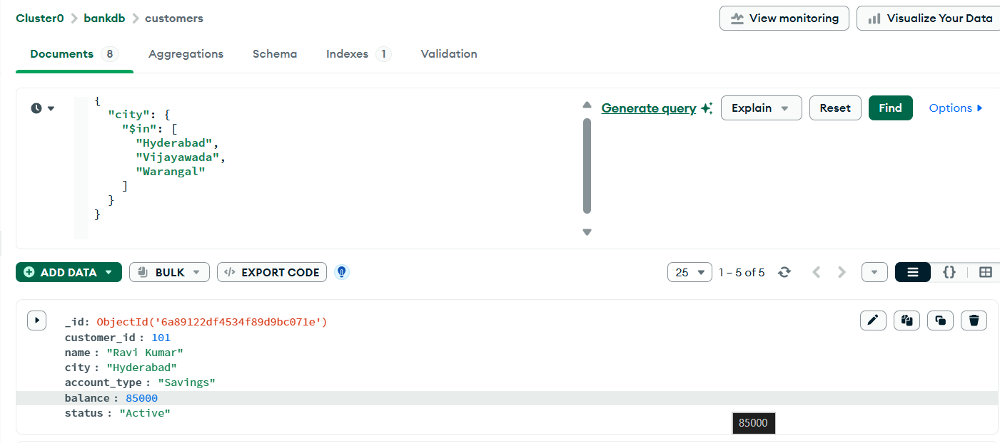 Cluster0 > bankdb > customers
View monitoring
Visualize Your Data
Documents 8
Aggregations
Schema
Indexes 1
Validation
{
"city": {
"$in": [
"Hyderabad",
"Vijayawada",
"Warangal"
]
}
}
Generate query
Explain
Reset
Find
Options
ADD DATA
BULK
</> EXPORT CODE
25
1 – 5 of 5
{}
_id: ObjectId('6a89122df4534f89d9bc071e')
customer_id : 101
name : "Ravi Kumar"
city : "Hyderabad"
account_type : "Savings"
balance : 85000
status : "Active"
85000